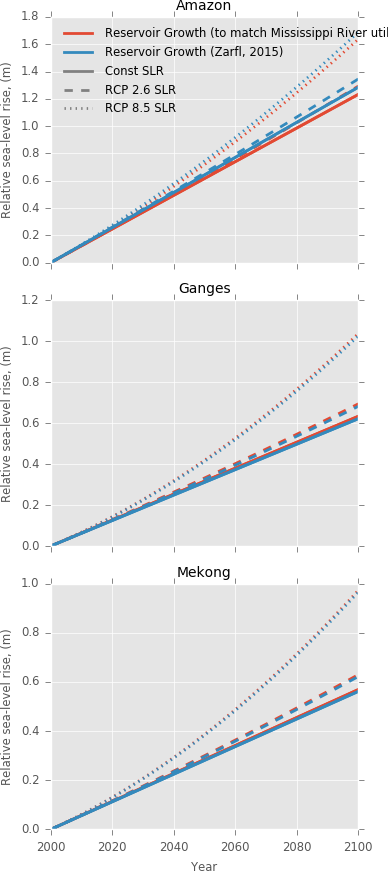 Amazon
Reservoir Growth (to match Mississippi River util
Reservoir Growth (Zarfl, 2015)
Const SLR
RCP 2.6 SLR
RCP 8.5 SLR
Relative sea-level rise, (m)
1.8
1.6
1.4
1.2
1.0
0.8
0.6
0.4
0.2
0.0
Ganges
Relative sea-level rise, (m)
1.2
1.0
0.8
0.6
0.4
0.2
0.0
Mekong
Relative sea-level rise, (m)
1.0
0.8
0.6
0.4
0.2
0.0
2000 2020 2040 2060 2080 2100
Year